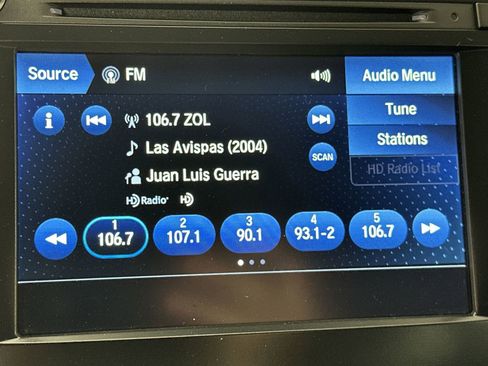 Source
FM
Audio Menu
Tune
Stations
HD Radio List
i
106.7 ZOL
Las Avispas (2004)
SCAN
Juan Luis Guerra
HD Radio
HD
1
106.7
2
107.1
3
90.1
4
93.1-2
5
106.7